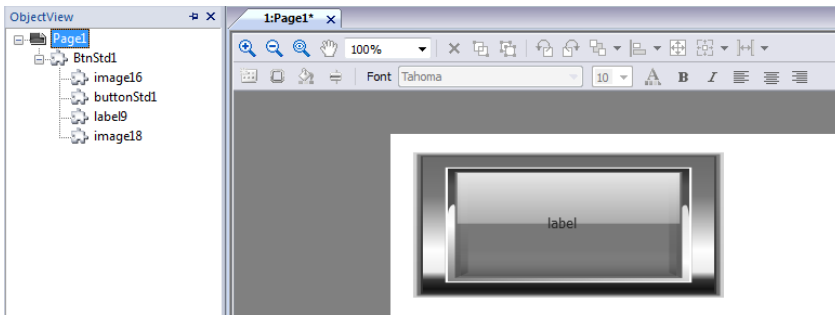 ObjectView
Page1
BtnStd1
image16
buttonStd1
label9
image18
1:Page1*
100%
Font Tahoma 10 A B I
label